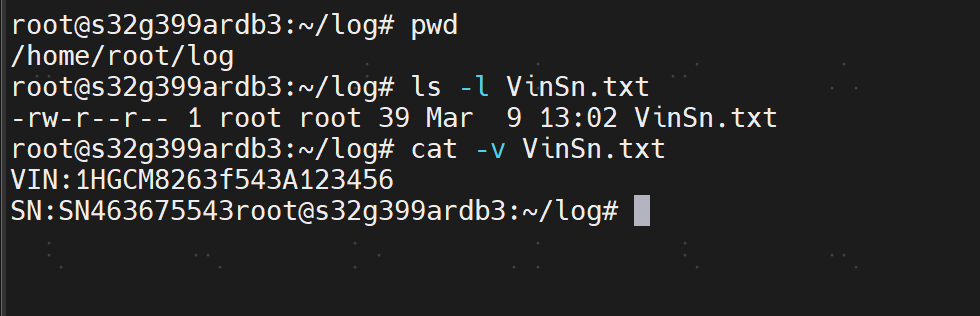 root@s32g399ardb3:~/log# pwd
/home/root/log
root@s32g399ardb3:~/log# ls -l VinSn.txt
-rw-r--r-- 1 root root 39 Mar  9 13:02 VinSn.txt
root@s32g399ardb3:~/log# cat -v VinSn.txt
VIN:1HGCM8263f543A123456
SN:SN463675543root@s32g399ardb3:~/log#